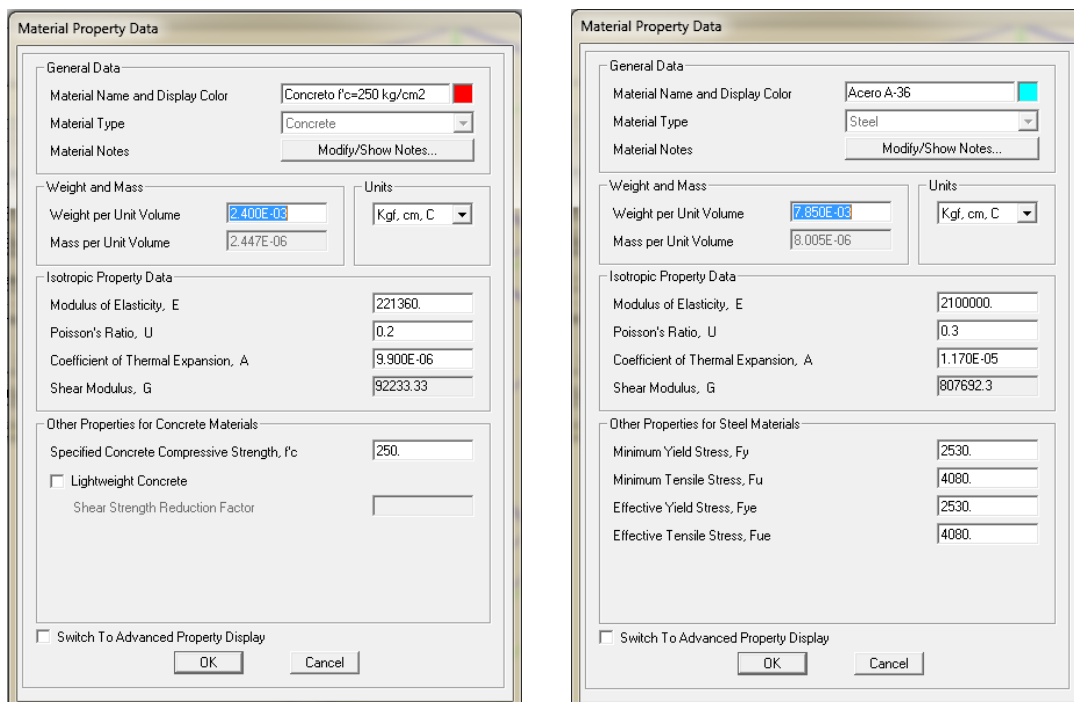 Material Property Data
General Data
Material Name and Display Color Concreto f'c=250 kg/cm2
Material Type Concrete
Material Notes Modify/Show Notes...
Weight and Mass Units
Weight per Unit Volume 2.400E-03 Kgf, cm, C
Mass per Unit Volume 2.447E-06
Isotropic Property Data
Modulus of Elasticity, E 221360.
Poisson's Ratio, U 0.2
Coefficient of Thermal Expansion, A 9.900E-06
Shear Modulus, G 92233.33
Other Properties for Concrete Materials
Specified Concrete Compressive Strength, f'c 250.
Lightweight Concrete
Shear Strength Reduction Factor
Switch To Advanced Property Display
OK Cancel
Material Property Data
General Data
Material Name and Display Color Acero A-36
Material Type Steel
Material Notes Modify/Show Notes...
Weight and Mass Units
Weight per Unit Volume 7.850E-03 Kgf, cm, C
Mass per Unit Volume 8.005E-06
Isotropic Property Data
Modulus of Elasticity, E 2100000.
Poisson's Ratio, U 0.3
Coefficient of Thermal Expansion, A 1.170E-05
Shear Modulus, G 807692.3
Other Properties for Steel Materials
Minimum Yield Stress, Fy 2530.
Minimum Tensile Stress, Fu 4080.
Effective Yield Stress, Fye 2530.
Effective Tensile Stress, Fue 4080.
Switch To Advanced Property Display
OK Cancel